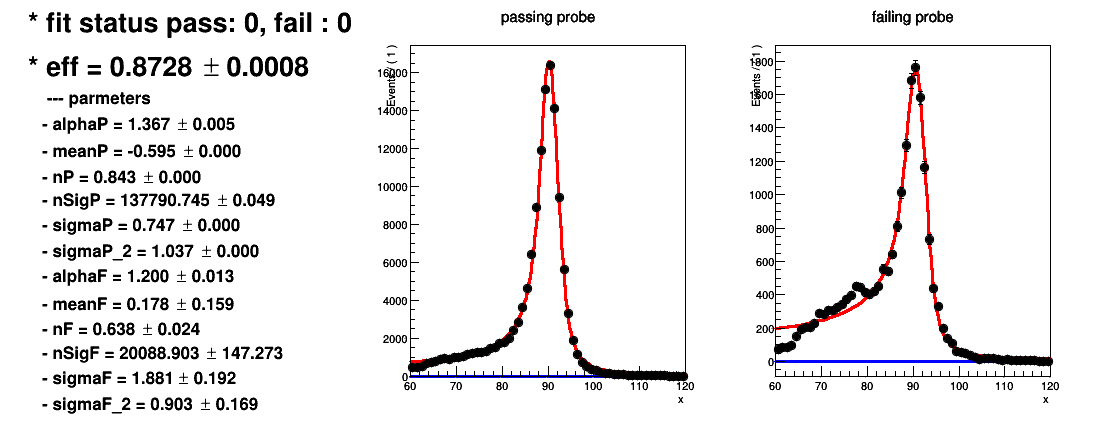 * fit status pass: 0, fail : 0
* eff = 0.8728 ± 0.0008
--- parmeters
- alphaP = 1.367 ± 0.005
- meanP = -0.595 ± 0.000
- nP = 0.843 ± 0.000
- nSigP = 137790.745 ± 0.049
- sigmaP = 0.747 ± 0.000
- sigmaP_2 = 1.037 ± 0.000
- alphaF = 1.200 ± 0.013
- meanF = 0.178 ± 0.159
- nF = 0.638 ± 0.024
- nSigF = 20088.903 ± 147.273
- sigmaF = 1.881 ± 0.192
- sigmaF_2 = 0.903 ± 0.169
passing probe
Events / ( 1 )
16000
14000
12000
10000
8000
6000
4000
2000
0
60 70 80 90 100 110 120
x
failing probe
Events / ( 1 )
1800
1600
1400
1200
1000
800
600
400
200
0
60 70 80 90 100 110 120
x